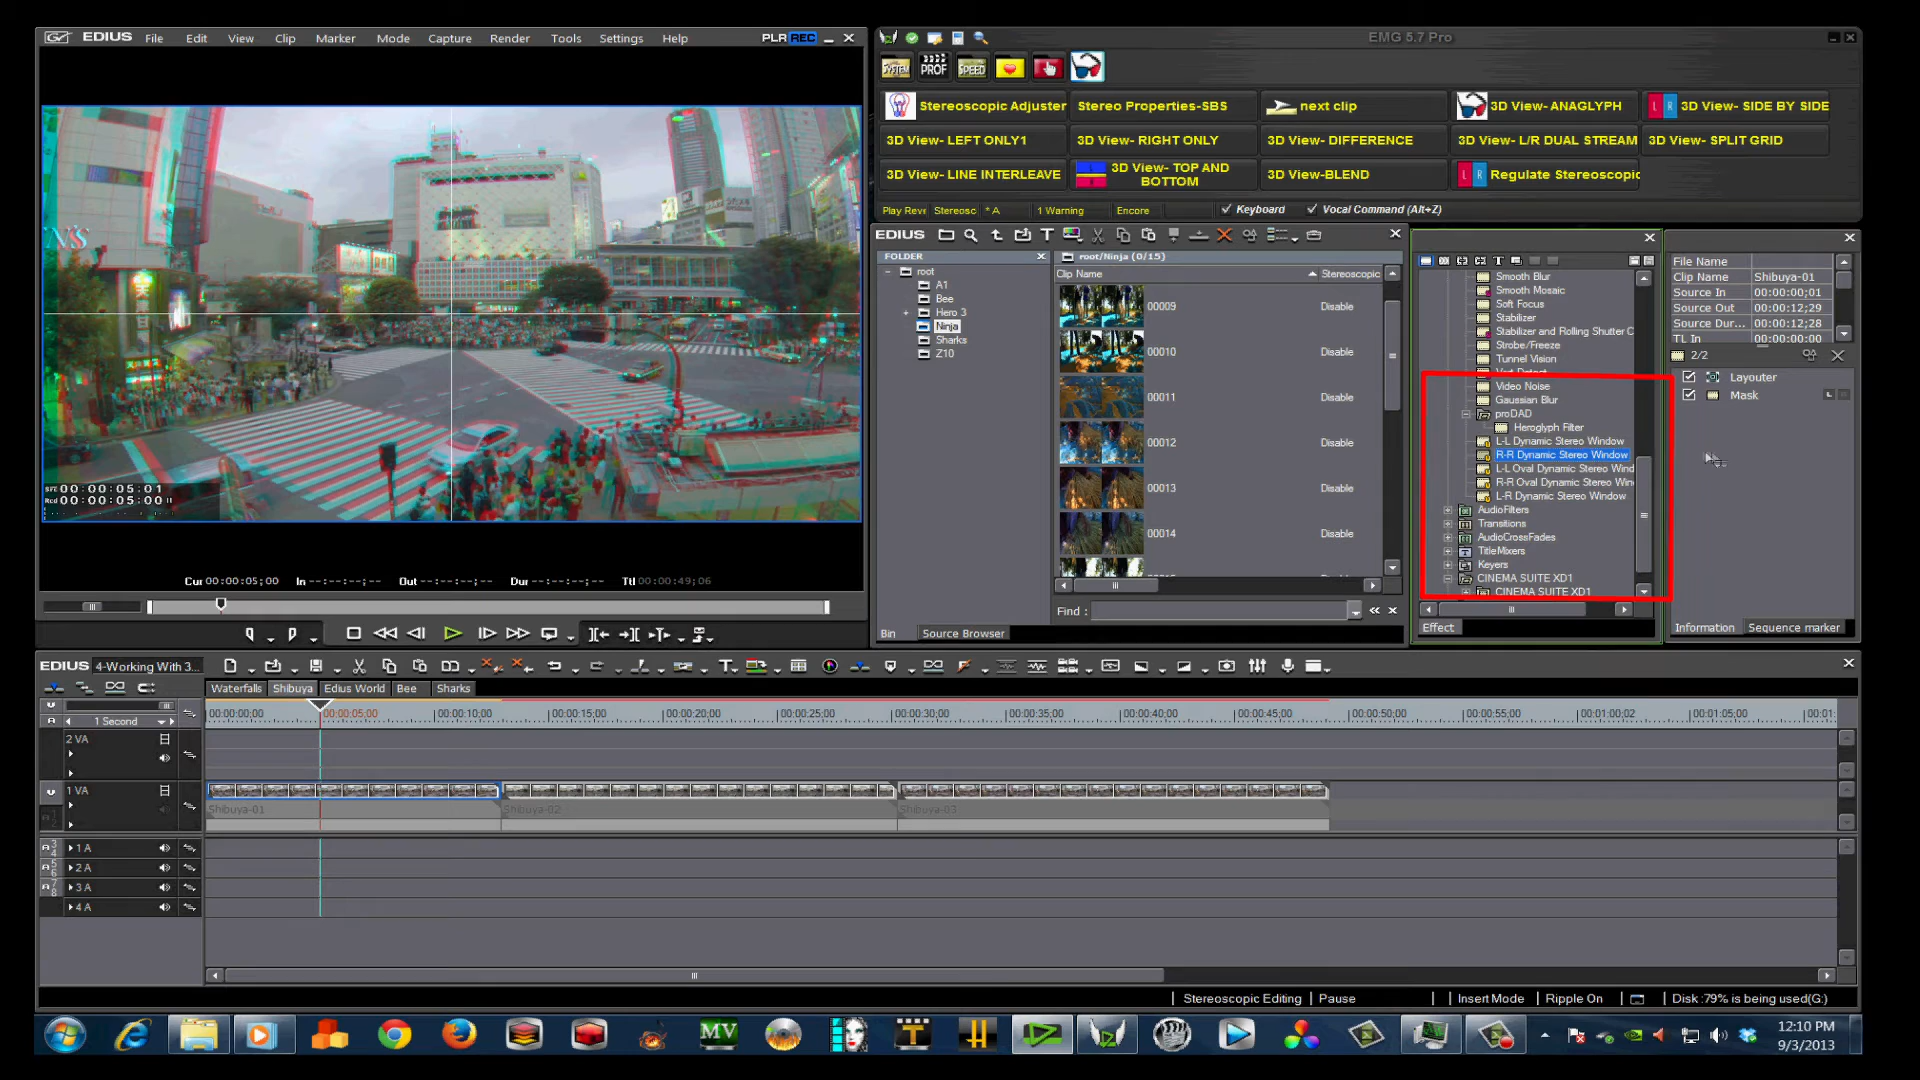 EDIUS File Edit View Clip Marker Mode Capture Render Tools Settings Help PLR REC
00:00:05:01
Rcd 00:00:05:00
Cur 00:00:05;00 In --:--:--;-- Out --:--:--;-- Dur --:--:--;-- Ttl 00:00:49;06
EMG 5.7 Pro
SYSTEM PROF SPEED
Stereoscopic Adjuster Stereo Properties-SBS next clip 3D View- ANAGLYPH L R 3D View- SIDE BY SIDE
3D View- LEFT ONLY1 3D View- RIGHT ONLY 3D View- DIFFERENCE 3D View- L/R DUAL STREAM 3D View- SPLIT GRID
3D View- LINE INTERLEAVE 3D View- TOP AND BOTTOM 3D View-BLEND L R Regulate Stereoscopic
Play Reve Stereosc * A 1 Warning Encore Keyboard Vocal Command (Alt+Z)
EDIUS
FOLDER
root
A1
Bee
Hero 3
Ninja
Sharks
Z10
root/Ninja (0/15)
Clip Name Stereoscopic
00009 Disable
00010 Disable
00011 Disable
00012 Disable
00013 Disable
00014 Disable
Find :
Bin Source Browser
Smooth Blur
Smooth Mosaic
Soft Focus
Stabilizer
Stabilizer and Rolling Shutter C
Strobe/Freeze
Tunnel Vision
Video Noise
Gaussian Blur
proDAD
Heroglyph Filter
L-L Dynamic Stereo Window
R-R Dynamic Stereo Window
L-L Oval Dynamic Stereo Wind
R-R Oval Dynamic Stereo Win
L-R Dynamic Stereo Window
AudioFilters
Transitions
AudioCrossFades
TitleMixers
Keyers
CINEMA SUITE XD1
CINEMA SUITE XD1
Effect
File Name
Clip Name Shibuya-01
Source In 00:00:00;01
Source Out 00:00:12;29
Source Dur... 00:00:12;28
TL In 00:00:00;00
2/2
Layouter
Mask
Information Sequence marker
EDIUS 4-Working With 3...
Waterfalls Shibuya Edius World Bee Sharks
1 Second
00:00:00;00 00:00:05;00 00:00:10;00 00:00:15;00 00:00:20;00 00:00:25;00 00:00:30;00 00:00:35;00 00:00:40;00 00:00:45;00 00:00:50;00 00:00:55;00 00:01:00;02 00:01:05;00 00:01:
2 VA
1 VA
Shibuya-01 Shibuya-02 Shibuya-03
1 A
2 A
3 A
4 A
Stereoscopic Editing Pause Insert Mode Ripple On Disk :79% is being used(G:)
MV
12:10 PM
9/3/2013